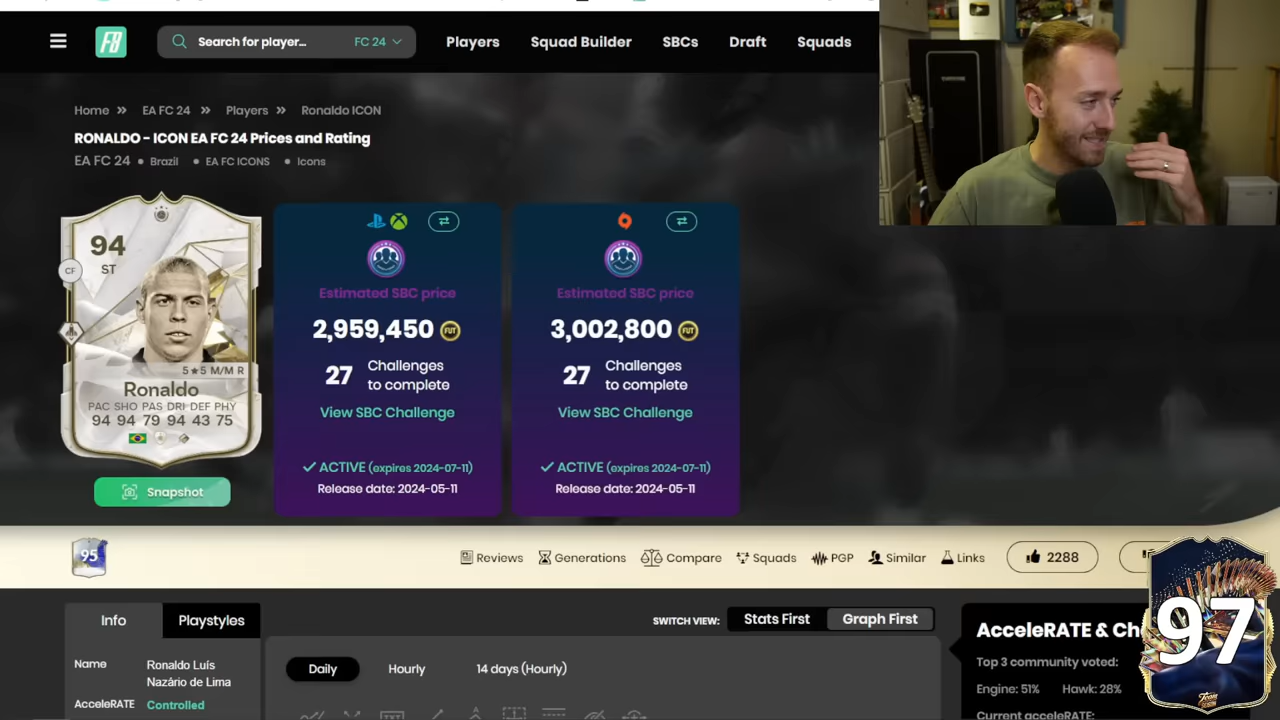 FB
Search for player...
FC 24
Players
Squad Builder
SBCs
Draft
Squads
Home » EA FC 24 » Players » Ronaldo ICON
RONALDO - ICON EA FC 24 Prices and Rating
EA FC 24 • Brazil • EA FC ICONS • Icons
94
ST
CF
5★5 M/M R
Ronaldo
PAC SHO PAS DRI DEF PHY
94 94 79 94 43 75
Snapshot
Estimated SBC price
2,959,450 FUT
27 Challenges to complete
View SBC Challenge
ACTIVE (expires 2024-07-11)
Release date: 2024-05-11
Estimated SBC price
3,002,800 FUT
27 Challenges to complete
View SBC Challenge
ACTIVE (expires 2024-07-11)
Release date: 2024-05-11
95
Reviews
Generations
Compare
Squads
PGP
Similar
Links
2288
Info
Playstyles
SWITCH VIEW:
Stats First
Graph First
Name
Ronaldo Luís
Nazário de Lima
AcceleRATE
Controlled
Daily
Hourly
14 days (Hourly)
TXT
AcceleRATE & Ch
Top 3 community voted:
Engine: 51% Hawk: 28%
Current acceleRATE:
97